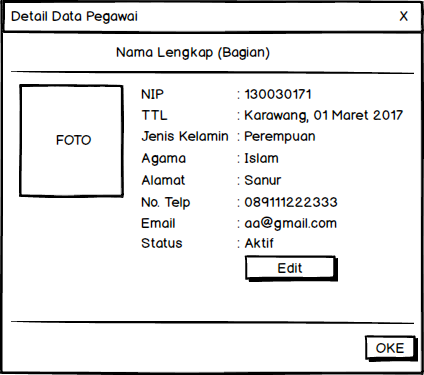 Detail Data Pegawai X
Nama Lengkap (Bagian)
FOTO
NIP : 130030171
TTL : Karawang, 01 Maret 2017
Jenis Kelamin : Perempuan
Agama : Islam
Alamat : Sanur
No. Telp : 089111222333
Email : aa@gmail.com
Status : Aktif
Edit
OKE